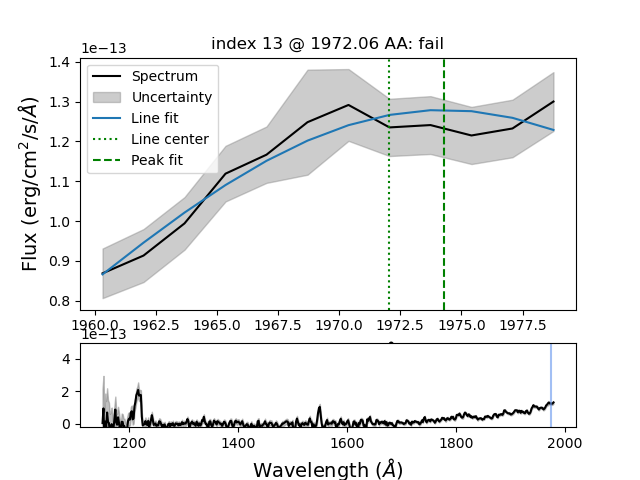 index 13 @ 1972.06 AA: fail
1e−13
Spectrum
Uncertainty
Line fit
Line center
Peak fit
Flux (erg/cm²/s/Å)
1.4
1.3
1.2
1.1
1.0
0.9
0.8
1960.0 1962.5 1965.0 1967.5 1970.0 1972.5 1975.0 1977.5
1e−13
4
2
0
1200 1400 1600 1800 2000
Wavelength (Å)